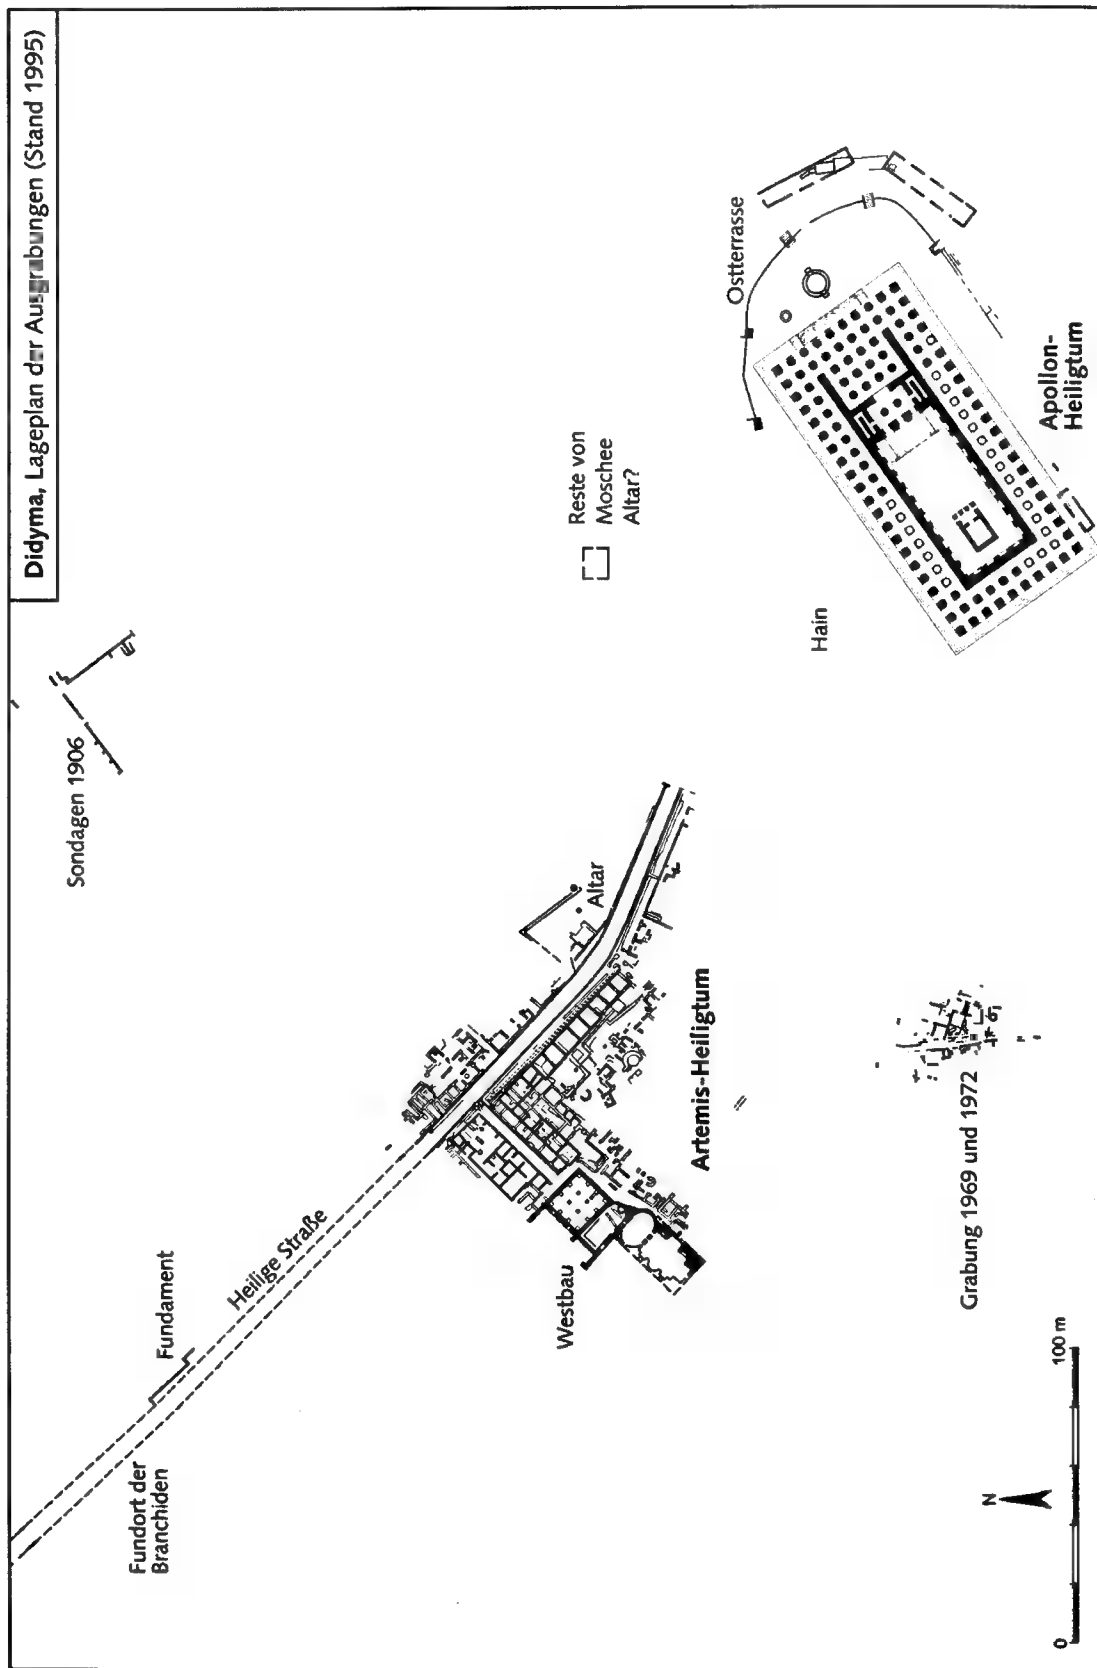 Didyma, Lageplan der Ausgrabungen (Stand 1995)
Sondagen 1906
Fundort der
Branchiden
Fundament
Heilige Straße
Altar
Westbau
Artemis-Heiligtum
Reste von
Moschee
Altar?
Ostterrasse
Hain
Apollon-
Heiligtum
Grabung 1969 und 1972
N
0
100 m